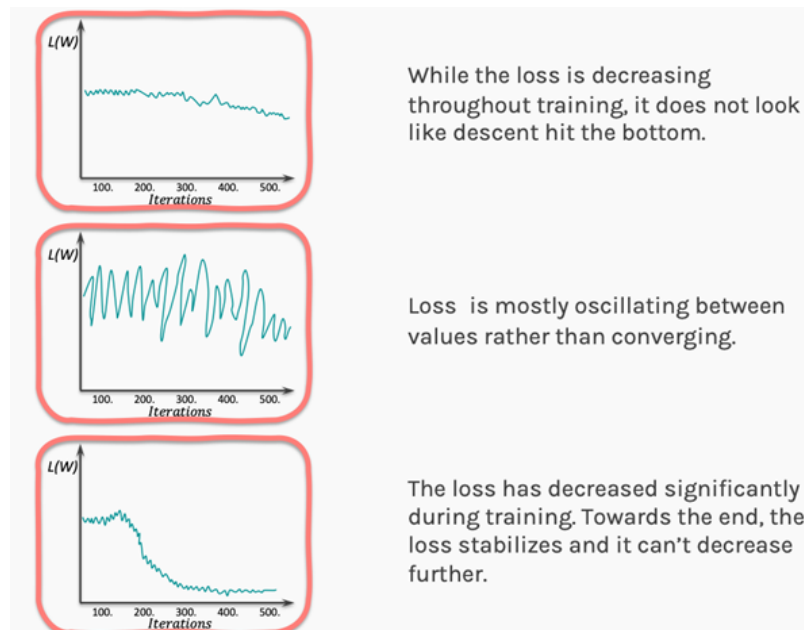 L(W)
100. 200. 300. 400. 500.
Iterations
While the loss is decreasing
throughout training, it does not look
like descent hit the bottom.
L(W)
100. 200. 300. 400. 500.
Iterations
Loss is mostly oscillating between
values rather than converging.
L(W)
100. 200. 300. 400. 500.
Iterations
The loss has decreased significantly
during training. Towards the end, the
loss stabilizes and it can't decrease
further.